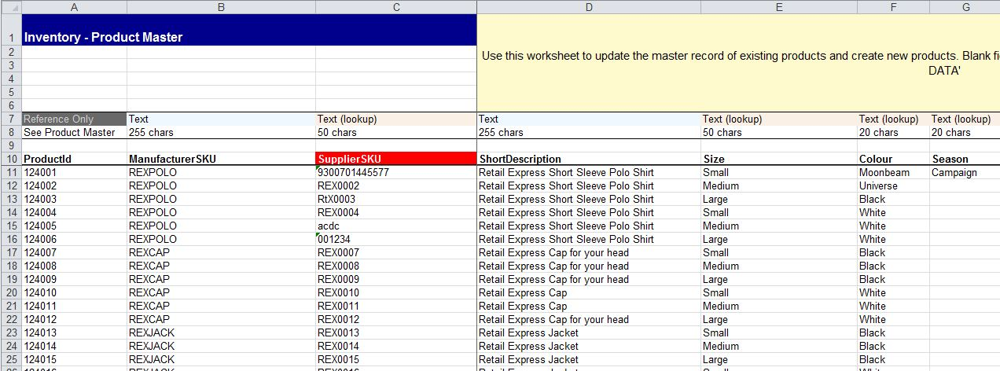 A B C D E F G
1 Inventory - Product Master
2 Use this worksheet to update the master record of existing products and create new products. Blank fi
3
4 DATA'
5
6
7 Reference Only Text Text (lookup) Text Text (lookup) Text (lookup) Text (lookup)
8 See Product Master 255 chars 50 chars 255 chars 50 chars 20 chars 20 chars
9
10 ProductId ManufacturerSKU SupplierSKU ShortDescription Size Colour Season
11 124001 REXPOLO 9300701445577 Retail Express Short Sleeve Polo Shirt Small Moonbeam Campaign
12 124002 REXPOLO REX0002 Retail Express Short Sleeve Polo Shirt Medium Universe
13 124003 REXPOLO RtX0003 Retail Express Short Sleeve Polo Shirt Large Black
14 124004 REXPOLO REX0004 Retail Express Short Sleeve Polo Shirt Small White
15 124005 REXPOLO acdc Retail Express Short Sleeve Polo Shirt Medium White
16 124006 REXPOLO 001234 Retail Express Short Sleeve Polo Shirt Large White
17 124007 REXCAP REX0007 Retail Express Cap for your head Small Black
18 124008 REXCAP REX0008 Retail Express Cap for your head Medium Black
19 124009 REXCAP REX0009 Retail Express Cap for your head Large Black
20 124010 REXCAP REX0010 Retail Express Cap Small White
21 124011 REXCAP REX0011 Retail Express Cap Medium White
22 124012 REXCAP REX0012 Retail Express Cap for your head Large White
23 124013 REXJACK REX0013 Retail Express Jacket Small Black
24 124014 REXJACK REX0014 Retail Express Jacket Medium Black
25 124015 REXJACK REX0015 Retail Express Jacket Large Black